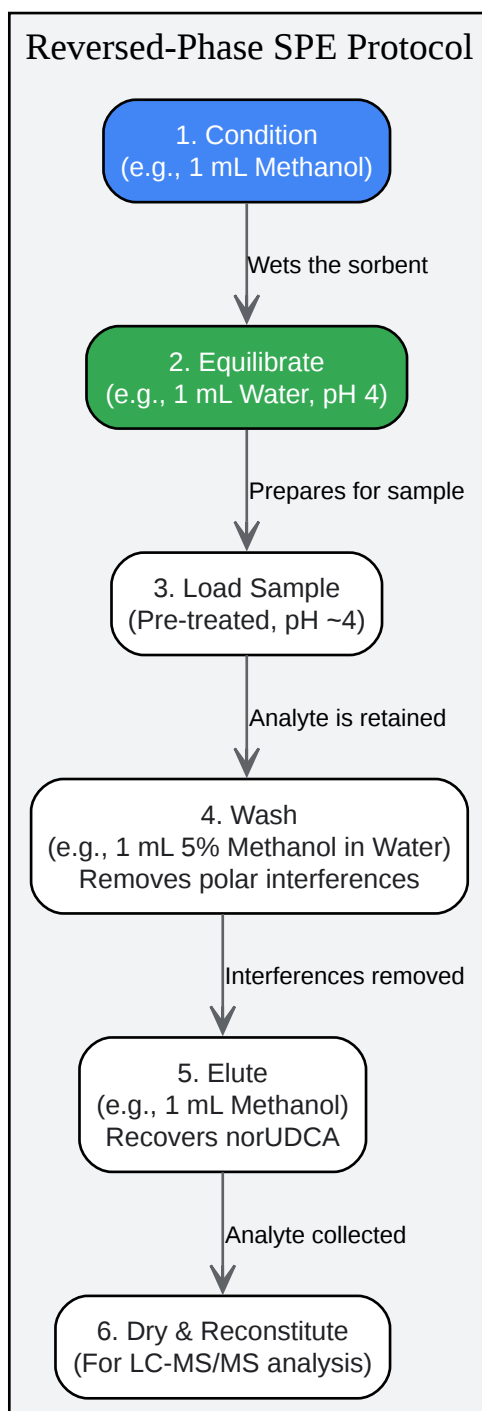 Reversed-Phase SPE Protocol
1. Condition
(e.g., 1 mL Methanol)
Wets the sorbent
2. Equilibrate
(e.g., 1 mL Water, pH 4)
Prepares for sample
3. Load Sample
(Pre-treated, pH ~4)
Analyte is retained
4. Wash
(e.g., 1 mL 5% Methanol in Water)
Removes polar interferences
Interferences removed
5. Elute
(e.g., 1 mL Methanol)
Recovers norUDCA
Analyte collected
6. Dry & Reconstitute
(For LC-MS/MS analysis)